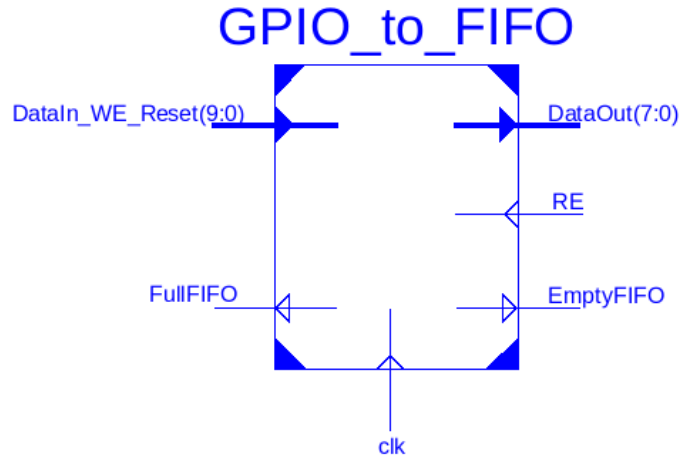 GPIO_to_FIFO
DataIn_WE_Reset(9:0)
DataOut(7:0)
RE
FullFIFO
EmptyFIFO
clk